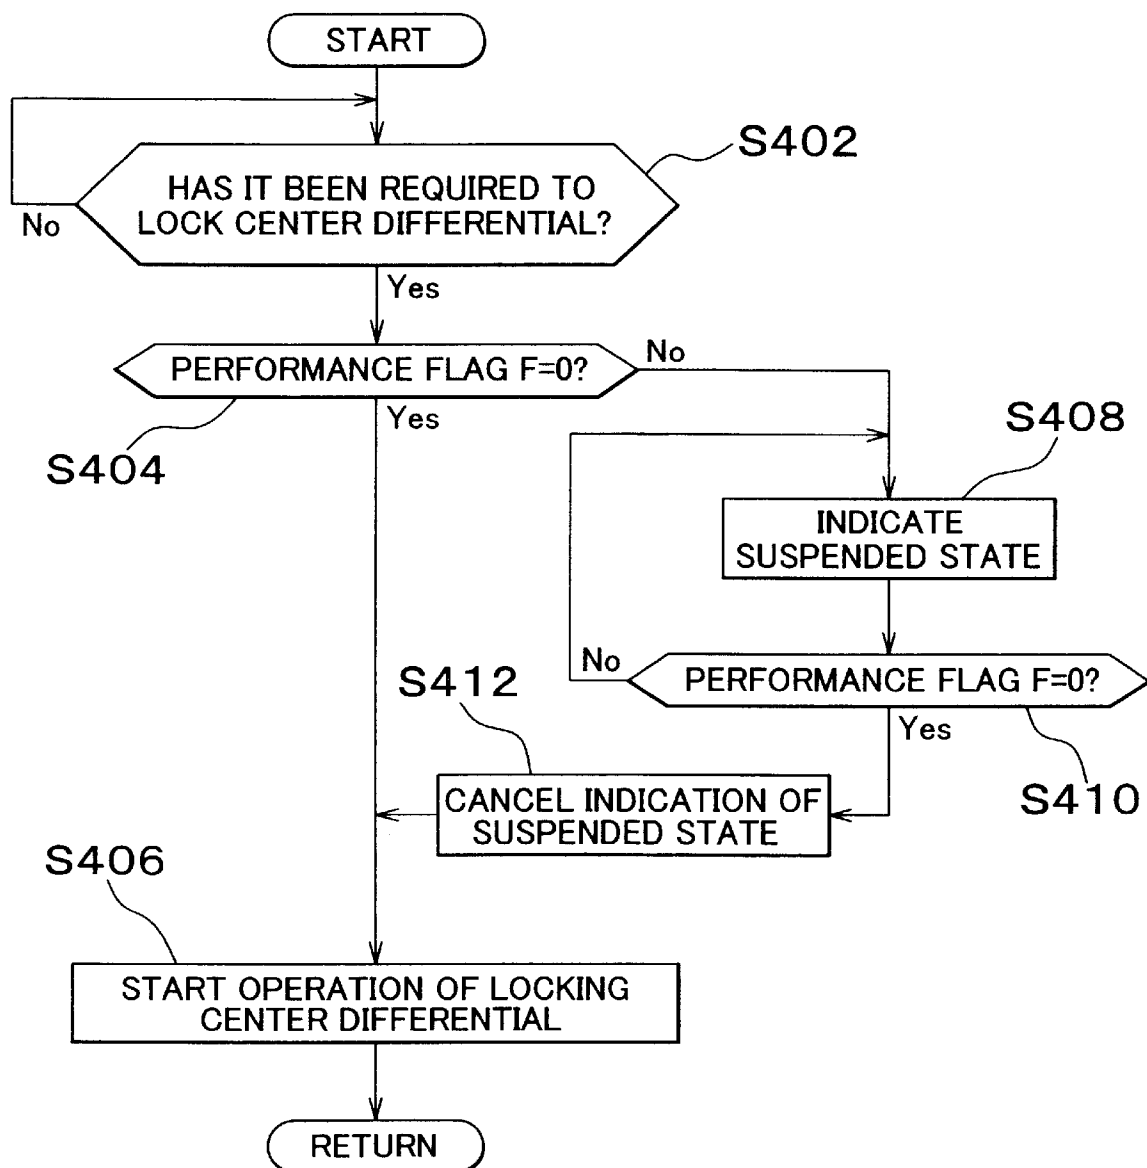 START
S402
HAS IT BEEN REQUIRED TO
LOCK CENTER DIFFERENTIAL?
No
Yes
PERFORMANCE FLAG F=0?
No
Yes
S404
S408
INDICATE
SUSPENDED STATE
No
PERFORMANCE FLAG F=0?
Yes
S410
S412
CANCEL INDICATION OF
SUSPENDED STATE
S406
START OPERATION OF LOCKING
CENTER DIFFERENTIAL
RETURN